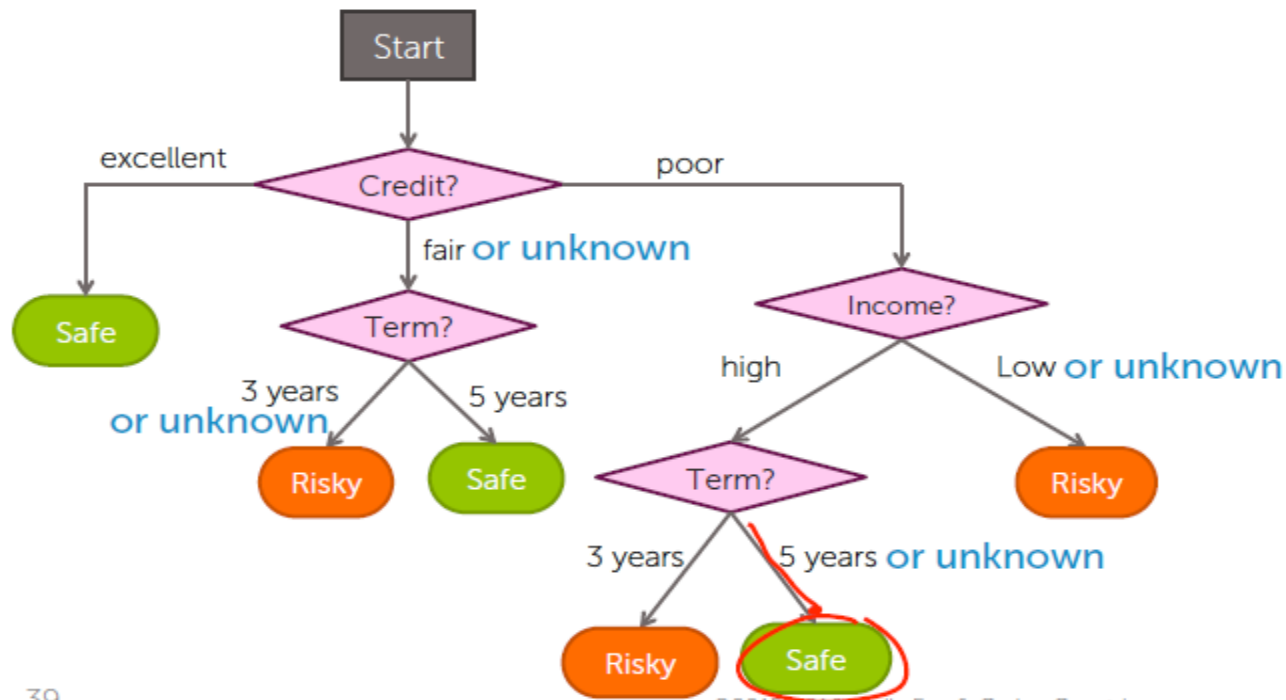 Start
excellent
Credit?
poor
fair or unknown
Safe
Term?
Income?
3 years
or unknown
5 years
high
Low or unknown
Risky
Safe
Term?
Risky
3 years
5 years or unknown
Risky
Safe
39